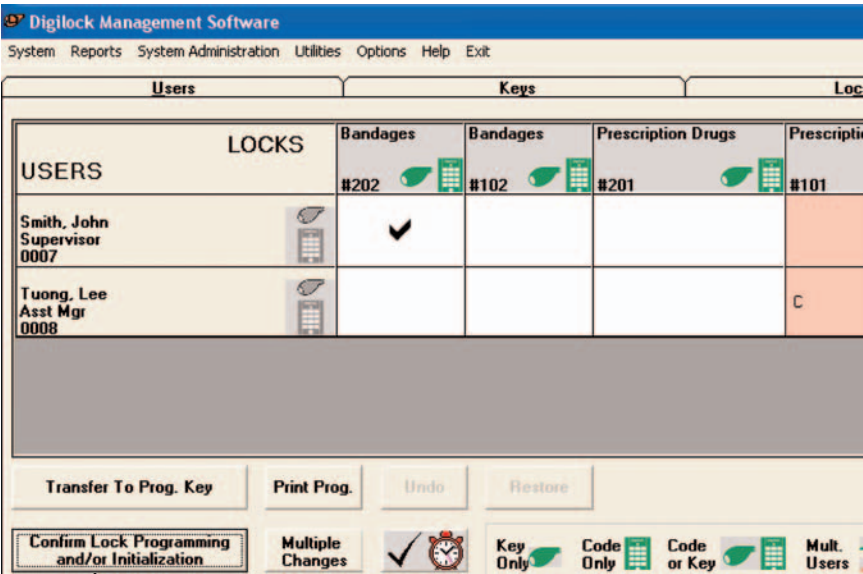 Digilock Management Software
System Reports System Administration Utilities Options Help Exit
Users Keys Loc
LOCKS
USERS
Bandages
#202
Bandages
#102
Prescription Drugs
#201
Prescripti
#101
Smith, John
Supervisor
0007
Tuong, Lee
Asst Mgr
0008
C
Transfer To Prog. Key
Print Prog.
Undo
Restore
Confirm Lock Programming
and/or Initialization
Multiple
Changes
Key
Only
Code
Only
Code
or Key
Mult.
Users